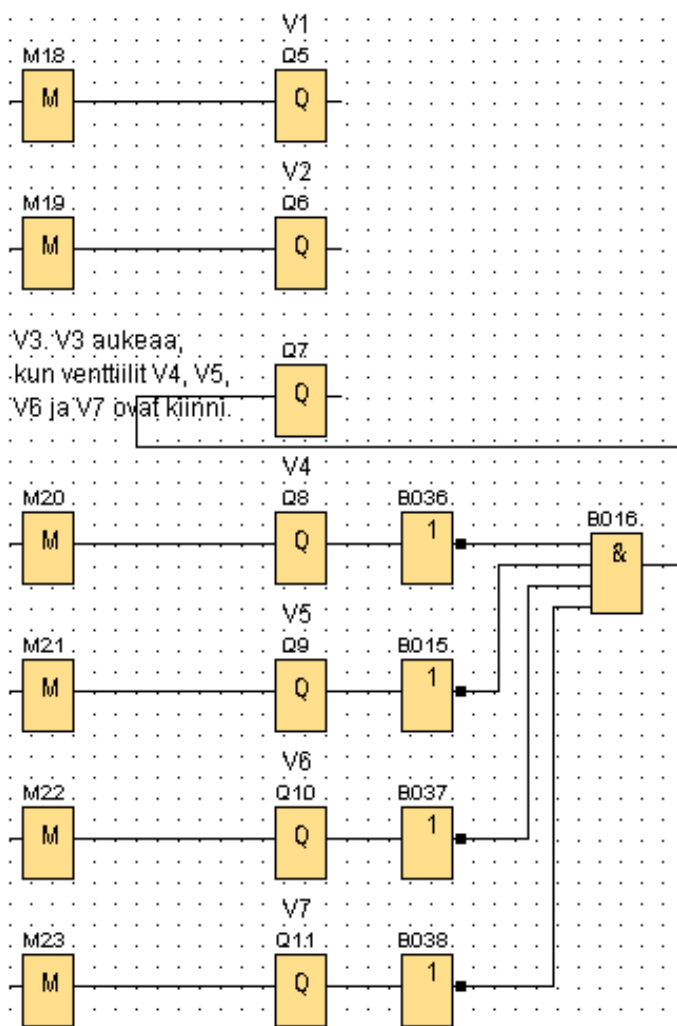 V1
M18 Q5
M Q
V2
M19 Q6
M Q
V3. V3 aukeaa,
kun venttiilit V4, V5,
V6 ja V7 ovat kiinni.
Q7
Q
V4
M20 Q8 B036 B016
M Q 1 &
V5
M21 Q9 B015
M Q 1
V6
M22 Q10 B037
M Q 1
V7
M23 Q11 B038
M Q 1